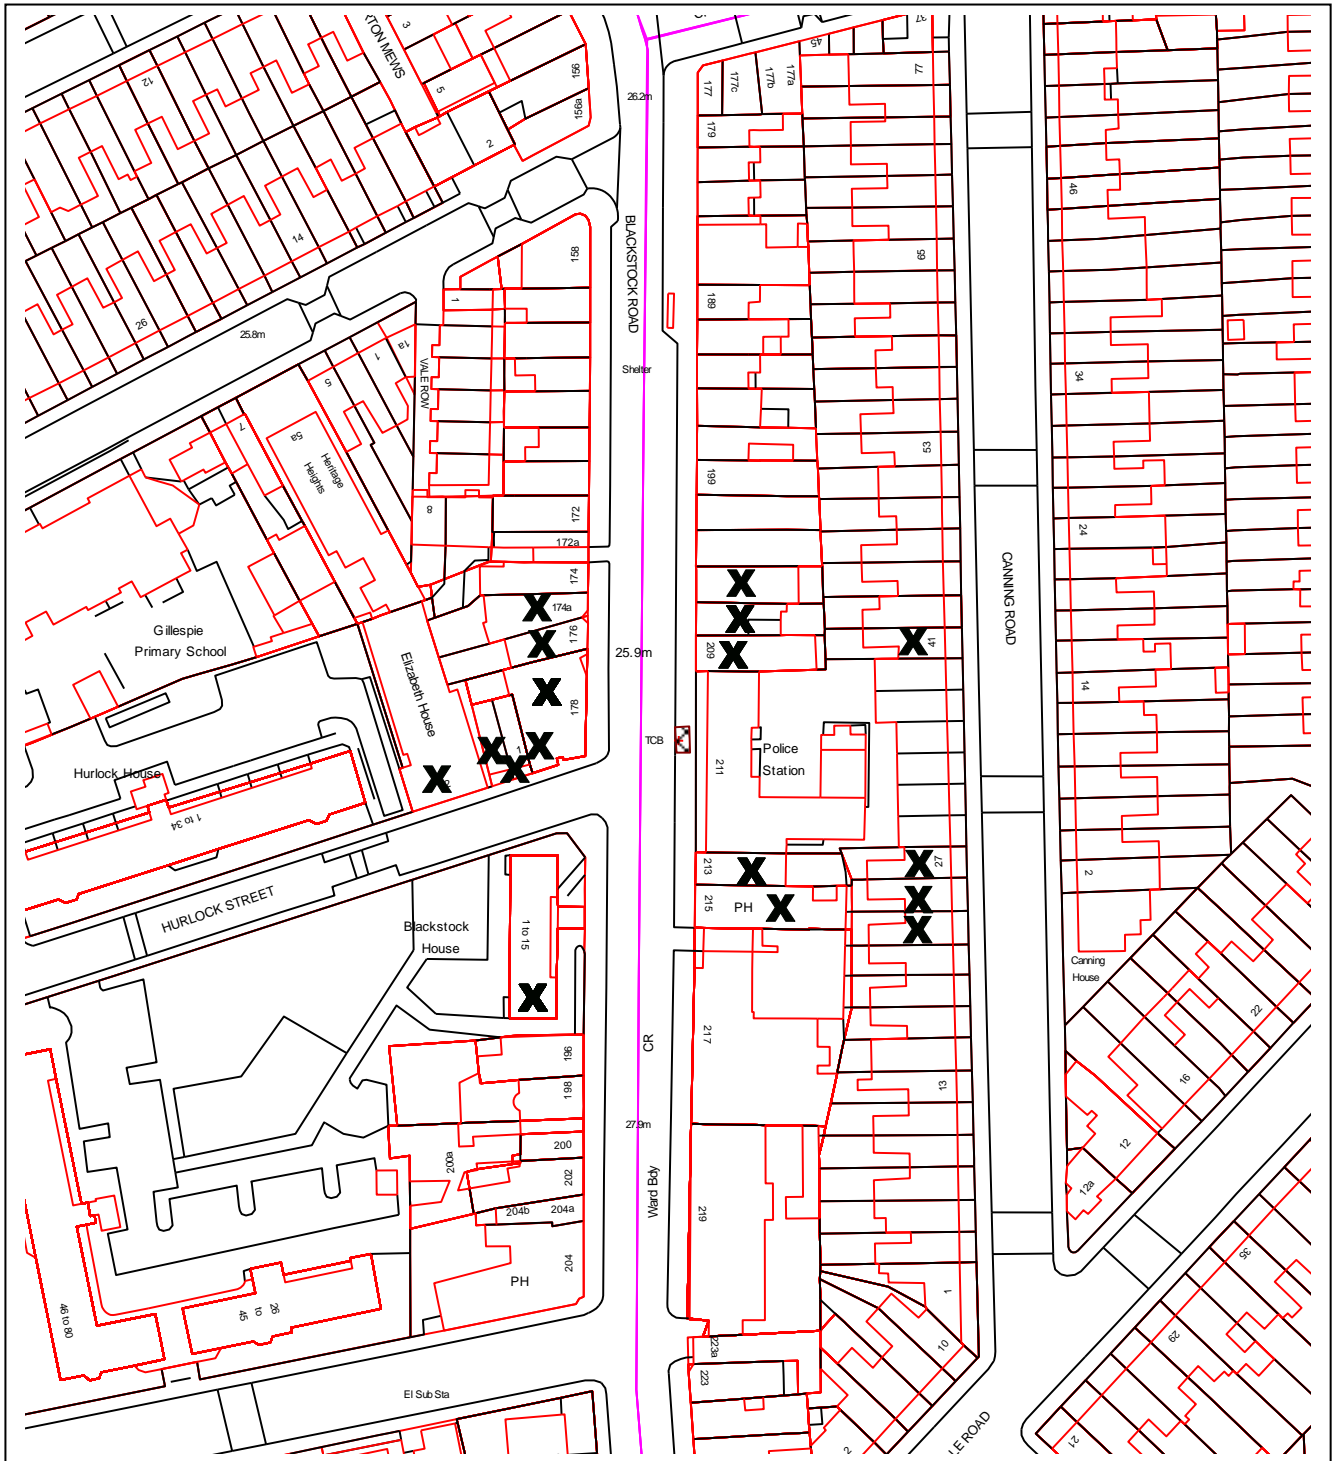 RTON MEWS
3
12
5
2
156
156a
26.2m
45
37
77
177
177c
177b
177a
179
46
14
158
BLACKSTOCK ROAD
65
26
25.8m
1
189
1a
1
5
VALE ROW
Shelter
34
7
5a
Heritage
Heights
53
199
8
172
172a
24
174
CANNING ROAD
X 174a
X 176
Gillespie
Primary School
X
X
X
209
25.9m
X 41
Elizabeth House
X
178
14
TCB
211
Police
Station
X
X
1
X
X
Hurlock House
1 to 34
213
X
X 27
2
HURLOCK STREET
Blackstock
House
1 to 15
215
PH
X
X
X
Canning
House
X
22
CR
217
196
198
13
16
27.9m
200
200a
202
12
12a
Ward Bdy
204b
204a
219
204
PH
35
46 to 80
26
to
45
1
29
10
223a
223
El Sub Sta
2
LE ROAD
21